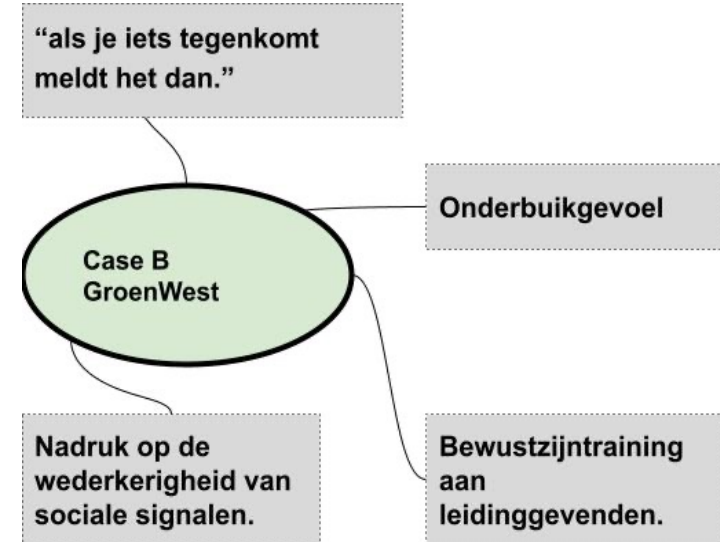 “als je iets tegenkomt
meldt het dan.”
Onderbuikgevoel
Case B
GroenWest
Nadruk op de
wederkerigheid van
sociale signalen.
Bewustzijntraining
aan
leidinggevenden.